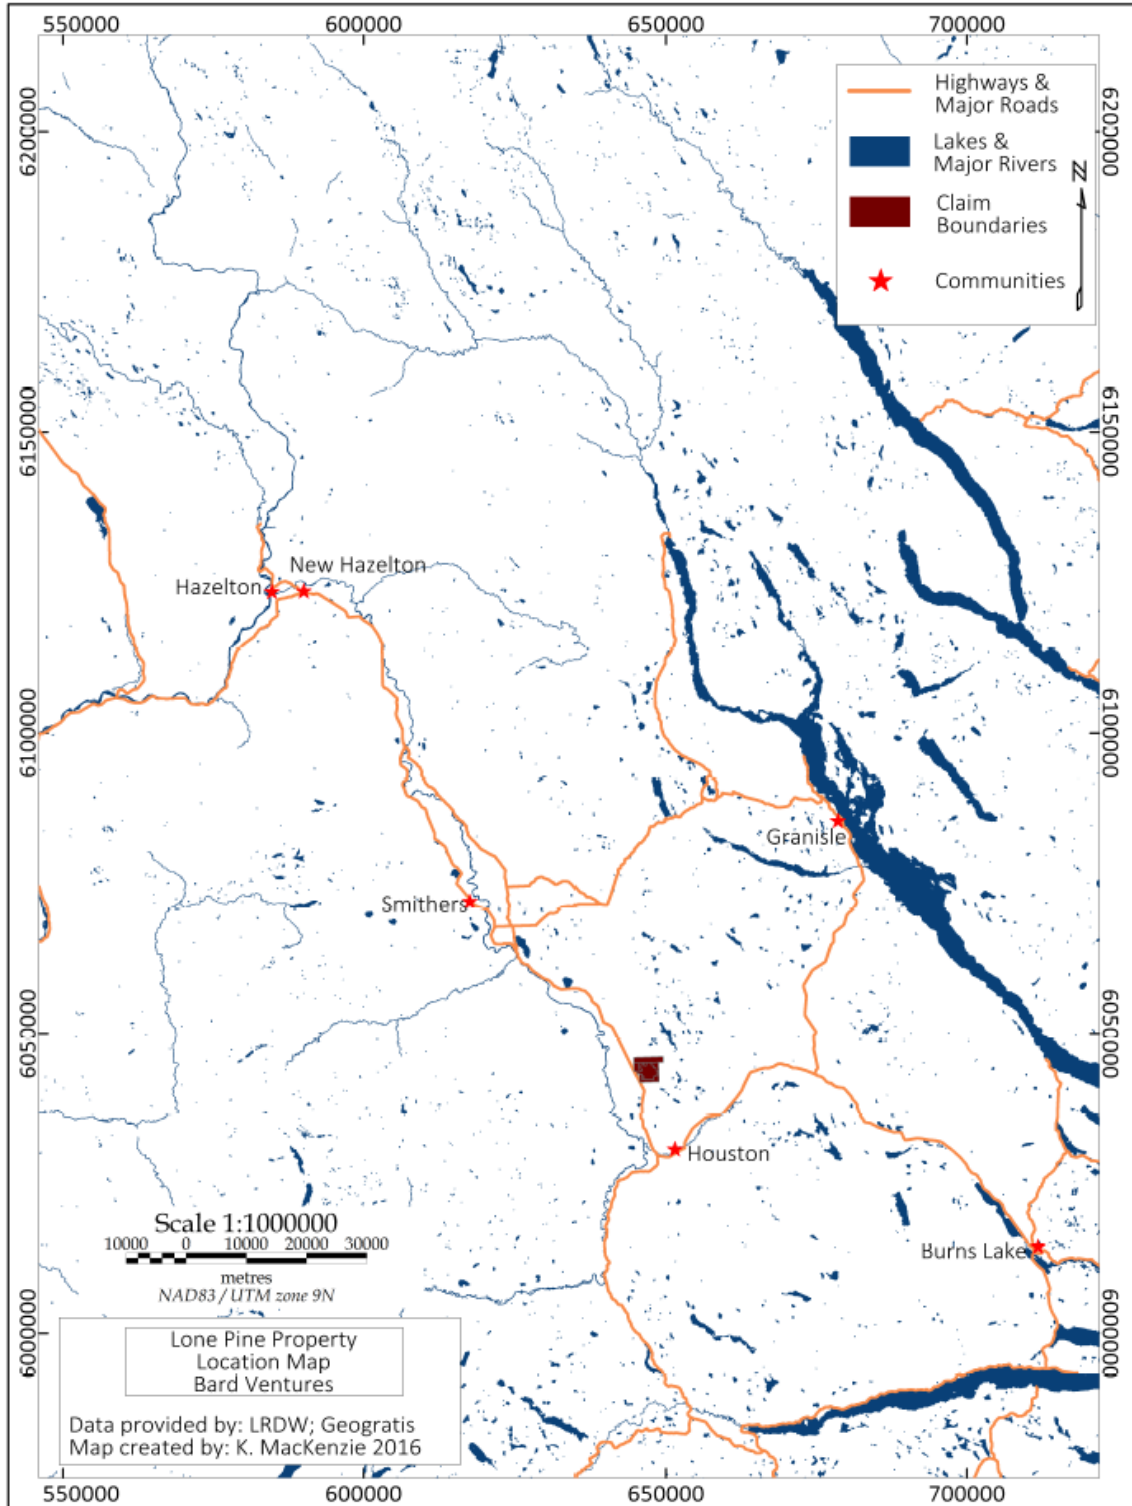 550000
600000
650000
700000
6200000
6200000
Highways &
Major Roads
Lakes &
Major Rivers
Claim
Boundaries
Communities
N
6150000
6150000
New Hazelton
Hazelton
6100000
6100000
Granisle
Smithers
6050000
6050000
Houston
Burns Lake
Scale 1:1000000
10000 0 10000 20000 30000
metres
NAD83 / UTM zone 9N
6000000
6000000
Lone Pine Property
Location Map
Bard Ventures
Data provided by: LRDW; Geogratis
Map created by: K. MacKenzie 2016
550000
600000
650000
700000